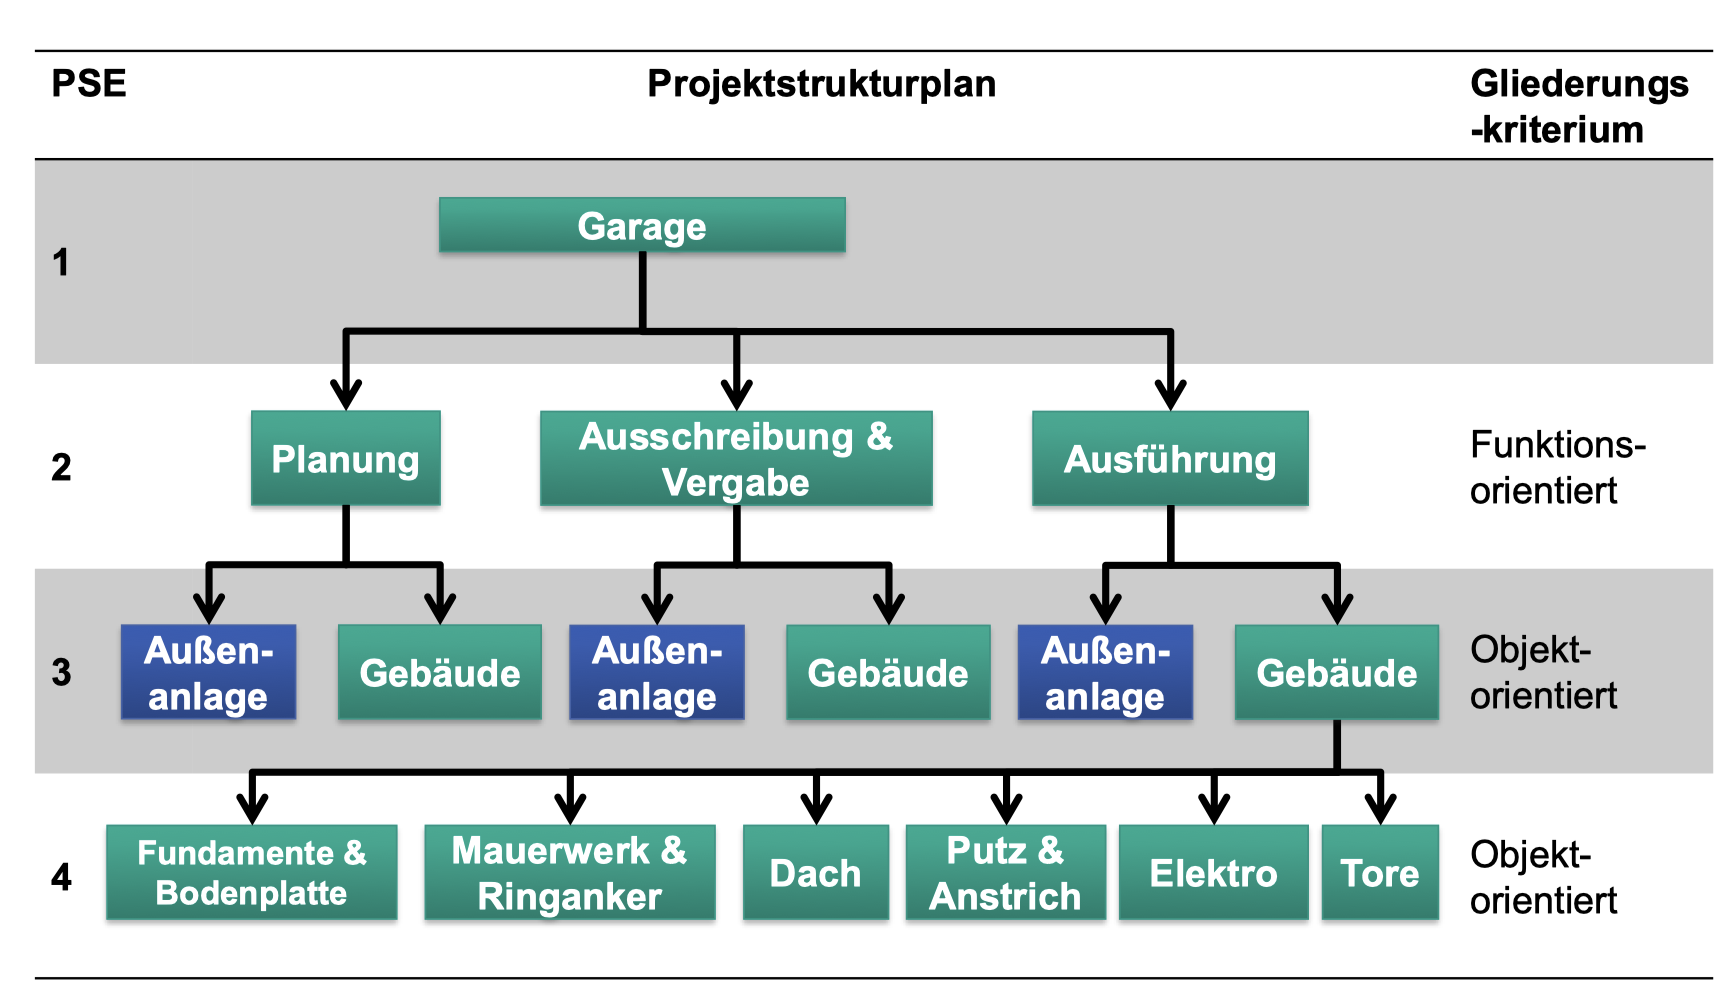 PSE
Projektstrukturplan
Gliederungs
-kriterium
1
Garage
2
Planung
Ausschreibung &
Vergabe
Ausführung
Funktions-
orientiert
3
Außen-
anlage
Gebäude
Außen-
anlage
Gebäude
Außen-
anlage
Gebäude
Objekt-
orientiert
4
Fundamente &
Bodenplatte
Mauerwerk &
Ringanker
Dach
Putz &
Anstrich
Elektro
Tore
Objekt-
orientiert